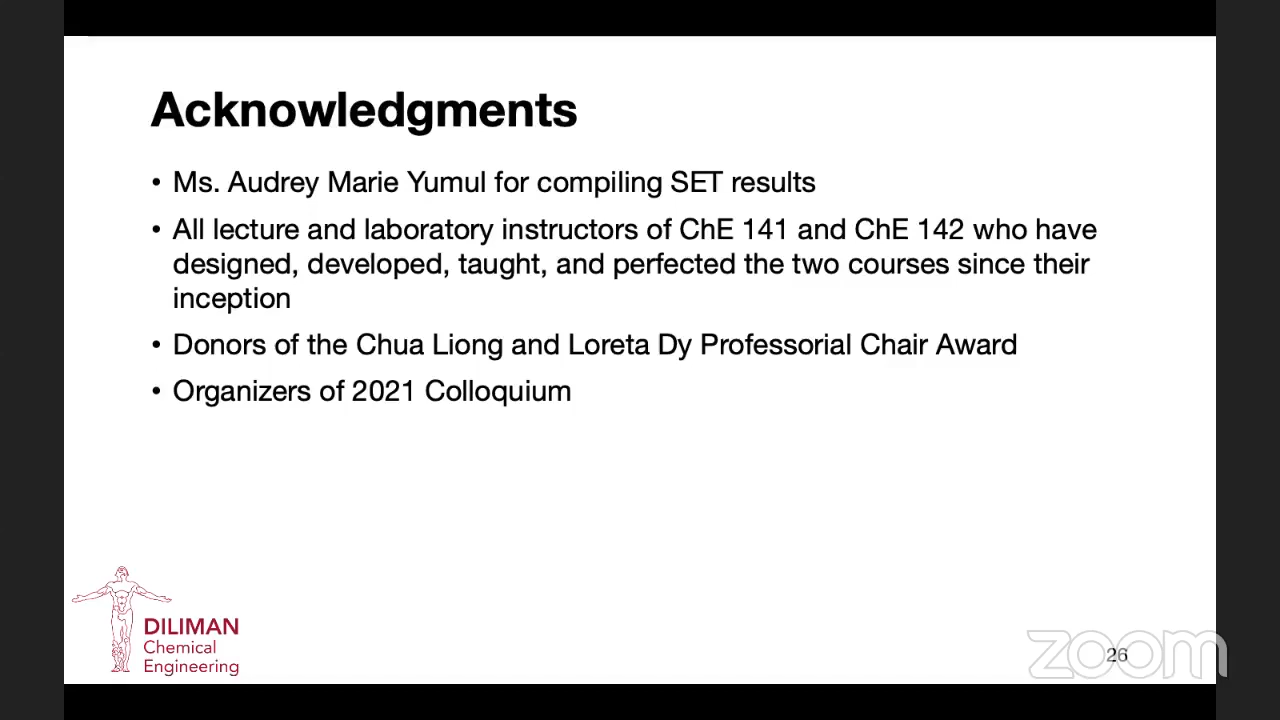 Acknowledgments
• Ms. Audrey Marie Yumul for compiling SET results
• All lecture and laboratory instructors of ChE 141 and ChE 142 who have
designed, developed, taught, and perfected the two courses since their
inception
• Donors of the Chua Liong and Loreta Dy Professorial Chair Award
• Organizers of 2021 Colloquium
DILIMAN
Chemical
Engineering
26
zoom